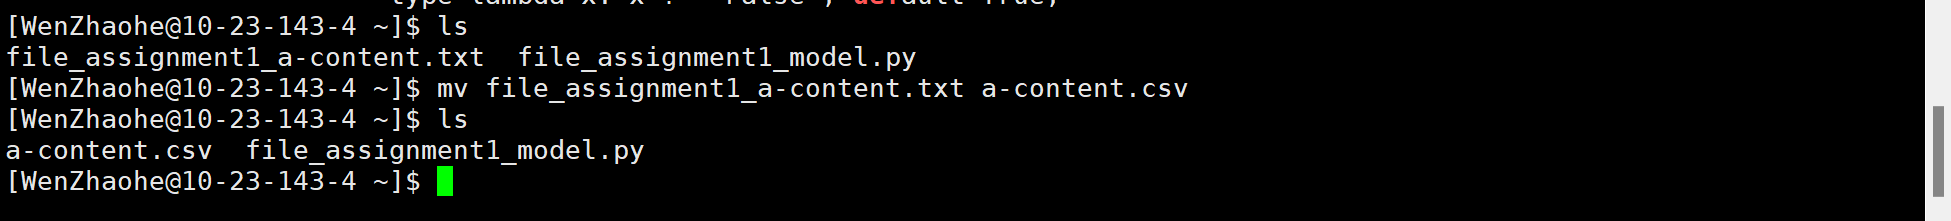 [WenZhaohe@10-23-143-4 ~]$ ls
file_assignment1_a-content.txt  file_assignment1_model.py
[WenZhaohe@10-23-143-4 ~]$ mv file_assignment1_a-content.txt a-content.csv
[WenZhaohe@10-23-143-4 ~]$ ls
a-content.csv  file_assignment1_model.py
[WenZhaohe@10-23-143-4 ~]$